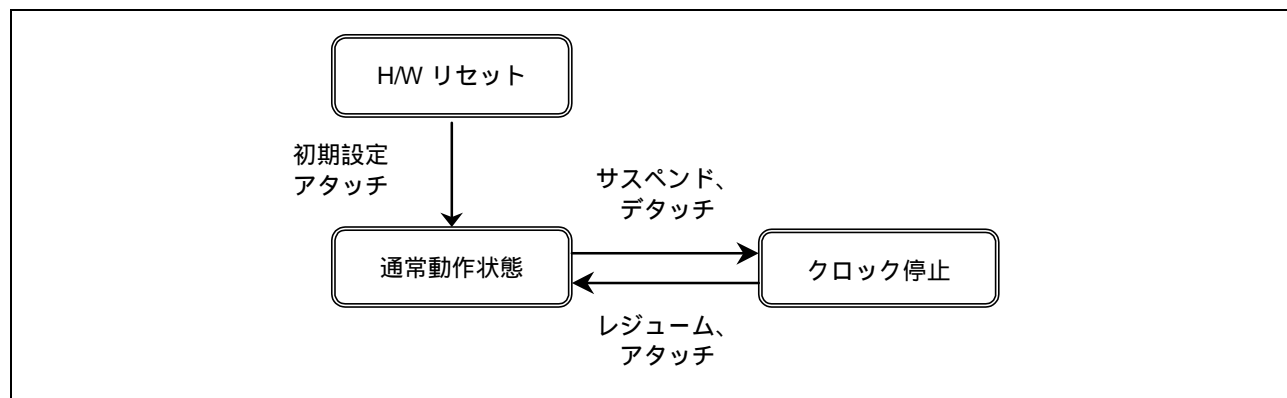 H/W リセット
初期設定
アタッチ
サスペンド、
デタッチ
通常動作状態
クロック停止
レジューム、
アタッチ